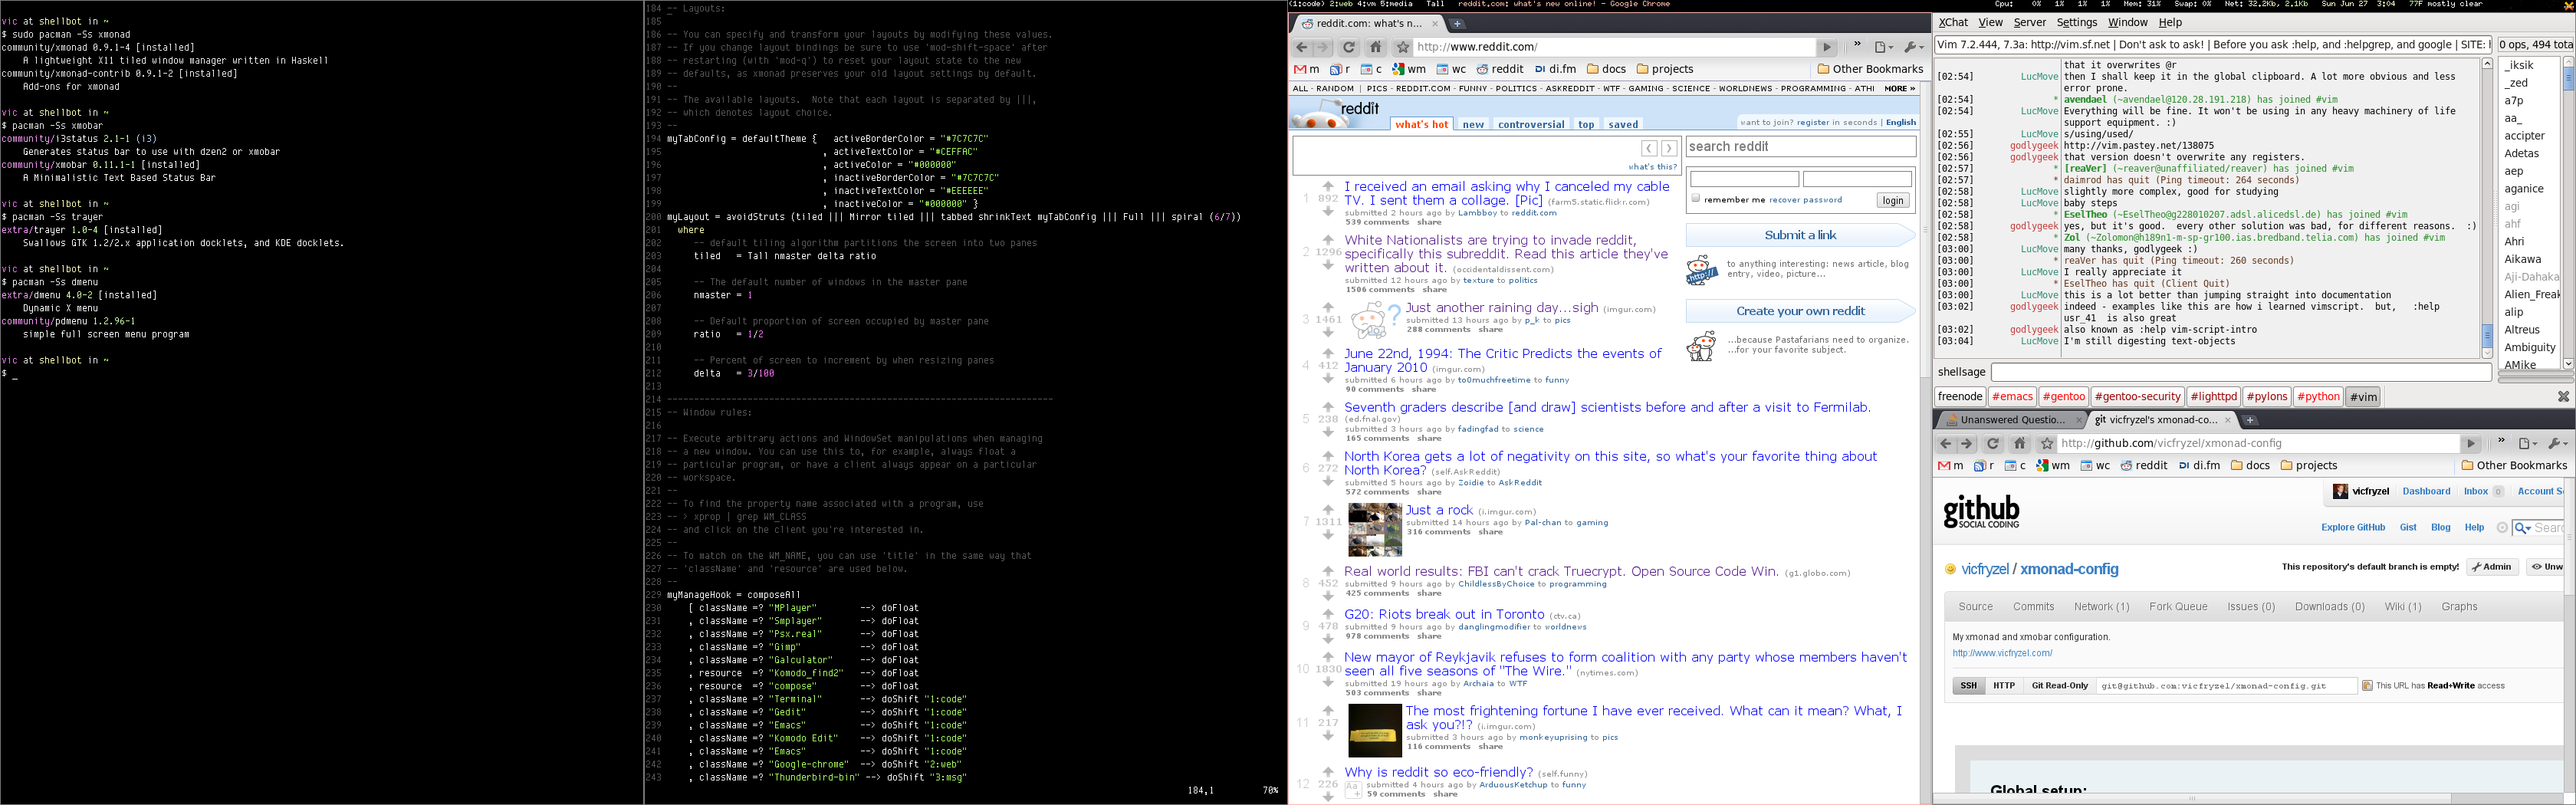 vic at shellbot in ~
$ sudo pacman -Ss xmonad
community/xmonad 0.9.1-4 [installed]
    A lightweight X11 tiled window manager written in Haskell
community/xmonad-contrib 0.9.1-2 [installed]
    Add-ons for xmonad
vic at shellbot in ~
$ pacman -Ss xmobar
community/i3status 2.1-1 (i3)
    Generates status bar to use with dzen2 or xmobar
community/xmobar 0.11.1-1 [installed]
    A Minimalistic Text Based Status Bar
vic at shellbot in ~
$ pacman -Ss trayer
extra/trayer 1.0-4 [installed]
    Swallows GTK 1.2/2.x application docklets, and KDE docklets.
vic at shellbot in ~
$ pacman -Ss dmenu
extra/dmenu 4.0-2 [installed]
    Dynamic X menu
community/pdmenu 1.2.96-1
    simple full screen menu program
vic at shellbot in ~
$ _
184 -- Layouts:
185
186 -- You can specify and transform your layouts by modifying these values.
187 -- If you change layout bindings be sure to use 'mod-shift-space' after
188 -- restarting (with 'mod-q') to reset your layout state to the new
189 -- defaults, as xmonad preserves your old layout settings by default.
190 --
191 -- The available layouts.  Note that each layout is separated by |||,
192 -- which denotes layout choice.
193 --
194 myTabConfig = defaultTheme {   activeBorderColor = "#7C7C7C"
195                              , activeTextColor = "#CEFFAC"
196                              , activeColor = "#000000"
197                              , inactiveBorderColor = "#7C7C7C"
198                              , inactiveTextColor = "#EEEEEE"
199                              , inactiveColor = "#000000" }
200 myLayout = avoidStruts (tiled ||| Mirror tiled ||| tabbed shrinkText myTabConfig ||| Full ||| spiral (6/7))
201   where
202      -- default tiling algorithm partitions the screen into two panes
203      tiled   = Tall nmaster delta ratio
204
205      -- The default number of windows in the master pane
206      nmaster = 1
207
208      -- Default proportion of screen occupied by master pane
209      ratio   = 1/2
210
211      -- Percent of screen to increment by when resizing panes
212      delta   = 3/100
213
214 ------------------------------------------------------------------------
215 -- Window rules:
216
217 -- Execute arbitrary actions and WindowSet manipulations when managing
218 -- a new window. You can use this to, for example, always float a
219 -- particular program, or have a client always appear on a particular
220 -- workspace.
221 --
222 -- To find the property name associated with a program, use
223 -- > xprop | grep WM_CLASS
224 -- and click on the client you're interested in.
225 --
226 -- To match on the WM_NAME, you can use 'title' in the same way that
227 -- 'className' and 'resource' are used below.
228 --
229 myManageHook = composeAll
230     [ className =? "MPlayer"        --> doFloat
231     , className =? "Smplayer"       --> doFloat
232     , className =? "Psx.real"       --> doFloat
233     , className =? "Gimp"           --> doFloat
234     , className =? "Galculator"     --> doFloat
235     , resource  =? "Komodo_find2"   --> doFloat
236     , resource  =? "compose"        --> doFloat
237     , className =? "Terminal"       --> doShift "1:code"
238     , className =? "Gedit"          --> doShift "1:code"
239     , className =? "Emacs"          --> doShift "1:code"
240     , className =? "Komodo Edit"    --> doShift "1:code"
241     , className =? "Emacs"          --> doShift "1:code"
242     , className =? "Google-chrome"  --> doShift "2:web"
243     , className =? "Thunderbird-bin" --> doShift "3:msg"
184,1 70%
(1:code) 2:web 4:vm 5:media Tall reddit.com: what's new online! - Google Chrome
Cpu: 0% 1% 1% 1% Mem: 31% Swap: 0% Net: 32.2Kb, 2.1Kb Sun Jun 27 3:04 77F mostly clear
reddit.com: what's n...
http://www.reddit.com/
m r c wm wc reddit di.fm docs projects Other Bookmarks
ALL - RANDOM | PICS - REDDIT.COM - FUNNY - POLITICS - ASKREDDIT - WTF - GAMING - SCIENCE - WORLDNEWS - PROGRAMMING - ATHI MORE »
reddit
what's hot new controversial top saved
want to join? register in seconds | English
what's this?
search reddit
remember me recover password login
Submit a link
to anything interesting: news article, blog
entry, video, picture...
Create your own reddit
...because Pastafarians need to organize.
...for your favorite subject.
1 892 I received an email asking why I canceled my cable
TV. I sent them a collage. [Pic] (farm5.static.flickr.com)
submitted 2 hours ago by Lambboy to reddit.com
539 comments share
2 1296 White Nationalists are trying to invade reddit,
specifically this subreddit. Read this article they've
written about it. (occidentaldissent.com)
submitted 12 hours ago by texture to politics
1506 comments share
3 1461 Just another raining day...sigh (imgur.com)
submitted 13 hours ago by p_k to pics
288 comments share
4 412 June 22nd, 1994: The Critic Predicts the events of
January 2010 (imgur.com)
submitted 6 hours ago by to0muchfreetime to funny
90 comments share
5 238 Seventh graders describe [and draw] scientists before and after a visit to Fermilab.
(ed.fnal.gov)
submitted 3 hours ago by fadingfad to science
165 comments share
6 272 North Korea gets a lot of negativity on this site, so what's your favorite thing about
North Korea? (self.AskReddit)
submitted 5 hours ago by Zoidie to AskReddit
572 comments share
7 1311 Just a rock (i.imgur.com)
submitted 14 hours ago by Pal-chan to gaming
316 comments share
8 452 Real world results: FBI can't crack Truecrypt. Open Source Code Win. (g1.globo.com)
submitted 9 hours ago by ChildlessByChoice to programming
425 comments share
9 478 G20: Riots break out in Toronto (ctv.ca)
submitted 9 hours ago by danglingmodifier to worldnews
978 comments share
10 1830 New mayor of Reykjavik refuses to form coalition with any party whose members haven't
seen all five seasons of "The Wire." (nytimes.com)
submitted 19 hours ago by Archaia to WTF
503 comments share
11 217 The most frightening fortune I have ever received. What can it mean? What, I
ask you?!? (i.imgur.com)
submitted 3 hours ago by monkeyuprising to pics
116 comments share
12 226 Why is reddit so eco-friendly? (self.funny)
submitted 4 hours ago by ArduousKetchup to funny
59 comments share
XChat View Server Settings Window Help
Vim 7.2.444, 7.3a: http://vim.sf.net | Don't ask to ask! | Before you ask :help, and :helpgrep, and google | SITE: h
0 ops, 494 tota
that it overwrites @r
[02:54] LucMove then I shall keep it in the global clipboard. A lot more obvious and less
error prone.
[02:54] * avendael (~avendael@120.28.191.218) has joined #vim
[02:54] LucMove Everything will be fine. It won't be using in any heavy machinery of life
support equipment. :)
[02:55] LucMove s/using/used/
[02:56] godlygeek http://vim.pastey.net/138075
[02:56] godlygeek that version doesn't overwrite any registers.
[02:57] * [reaVer] (~reaver@unaffiliated/reaver) has joined #vim
[02:57] * daimrod has quit (Ping timeout: 264 seconds)
[02:58] LucMove slightly more complex, good for studying
[02:58] LucMove baby steps
[02:58] * EselTheo (~EselTheo@g228010207.adsl.alicedsl.de) has joined #vim
[02:58] godlygeek yes, but it's good.  every other solution was bad, for different reasons.  :)
[02:58] * Zol (~Zolomon@h189n1-m-sp-gr100.ias.bredband.telia.com) has joined #vim
[03:00] LucMove many thanks, godlygeek :)
[03:00] * reaVer has quit (Ping timeout: 260 seconds)
[03:00] LucMove I really appreciate it
[03:00] * EselTheo has quit (Client Quit)
[03:00] LucMove this is a lot better than jumping straight into documentation
[03:02] godlygeek indeed - examples like this are how i learned vimscript.  but,   :help
usr_41  is also great
[03:02] godlygeek also known as :help vim-script-intro
[03:04] LucMove I'm still digesting text-objects
_iksik
_zed
a7p
aa_
accipter
Adetas
aep
aganice
agi
ahf
Ahri
Aikawa
Aji-Dahaka
Alien_Freak
alip
Altreus
Ambiguity
AMike
shellsage
freenode #emacs #gentoo #gentoo-security #lighttpd #pylons #python #vim
Unanswered Questio... git vicfryzel's xmonad-co...
http://github.com/vicfryzel/xmonad-config
m r c wm wc reddit di.fm docs projects Other Bookmarks
github
SOCIAL CODING
vicfryzel Dashboard Inbox 0 Account S
Explore GitHub Gist Blog Help Searc
vicfryzel / xmonad-config
This repository's default branch is empty! Admin Unw
Source Commits Network (1) Fork Queue Issues (0) Downloads (0) Wiki (1) Graphs
My xmonad and xmobar configuration.
http://www.vicfryzel.com/
SSH HTTP Git Read-Only git@github.com:vicfryzel/xmonad-config.git This URL has Read+Write access
Global setup: